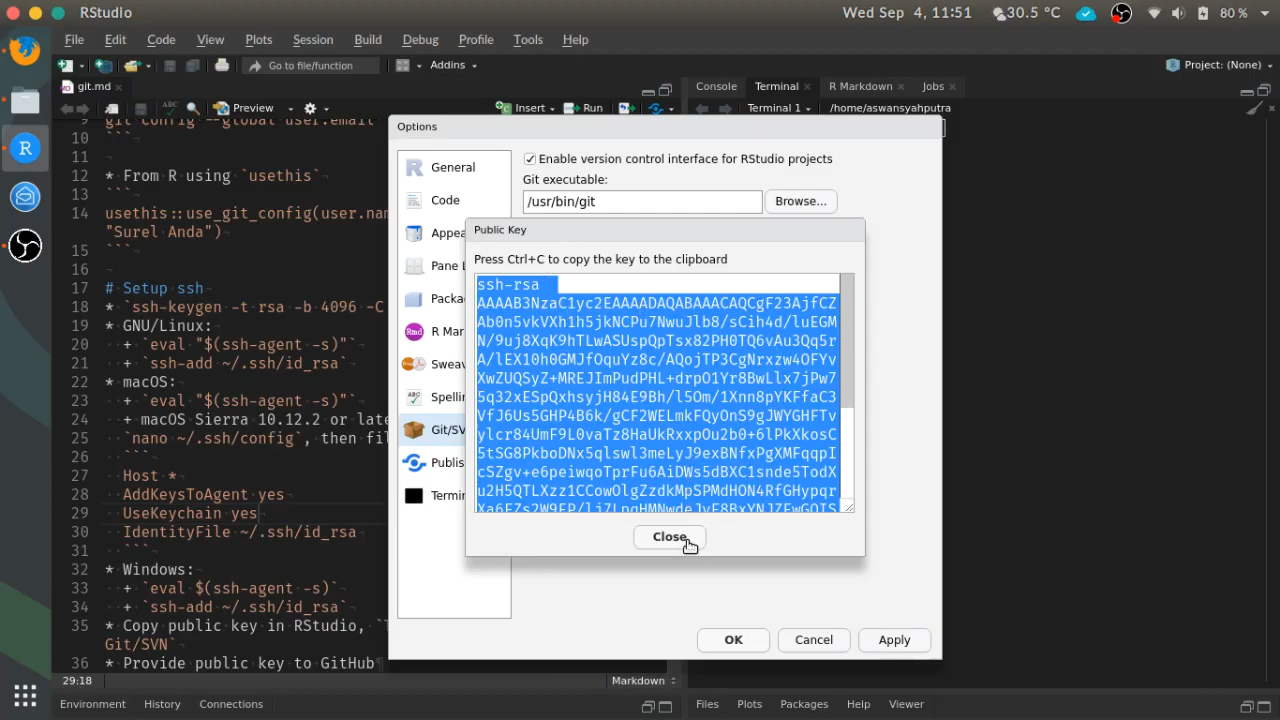 RStudio
Wed Sep 4, 11:51
30.5 °C
80 %
File Edit Code View Plots Session Build Debug Profile Tools Help
Go to file/function
Addins
Project: (None)
git.md
Console Terminal R Markdown Jobs
Preview
Insert
Run
Terminal 1
/home/aswansyahputra
9 git config --global user.email
10 ```
11
12 * From R using `usethis`
13 ```
14 usethis::use_git_config(user.na
"Surel Anda")
15 ```
16
17 # Setup ssh
18 * `ssh-keygen -t rsa -b 4096 -C
19 * GNU/Linux:
20 + `eval "$(ssh-agent -s)"`
21 + `ssh-add ~/.ssh/id_rsa`
22 * macOS:
23 + `eval "$(ssh-agent -s)"`
24 + macOS Sierra 10.12.2 or late
25 `nano ~/.ssh/config`, then fil
26 ```
27 Host *
28 AddKeysToAgent yes
29 UseKeychain yes
30 IdentityFile ~/.ssh/id_rsa
31 ```
32 * Windows:
33 + `eval $(ssh-agent -s)`
34 + `ssh-add ~/.ssh/id_rsa`
35 * Copy public key in RStudio, `T
Git/SVN`
36 * Provide public key to GitHub
29:18
Markdown
Environment History Connections
Files Plots Packages Help Viewer
Options
General
Code
Appea
Pane L
Packa
R Mar
Sweav
Spellin
Git/SV
Publis
Termin
Enable version control interface for RStudio projects
Git executable:
/usr/bin/git
Browse...
Public Key
Press Ctrl+C to copy the key to the clipboard
ssh-rsa
AAAAB3NzaC1yc2EAAAADAQABAAACAQCgF23AjfCZ
Ab0n5vkVXh1h5jkNCPu7NwuJlb8/sCih4d/luEGM
N/9uj8XqK9hTLwASUspQpTsx82PH0TQ6vAu3Qq5r
A/lEX10h0GMJfOquYz8c/AQojTP3CgNrxzw4OFYv
XwZUQSyZ+MREJImPudPHL+drpO1Yr8BwLlx7jPw7
5q32xESpQxhsyjH84E9Bh/l5Om/1Xnn8pYKFfaC3
VfJ6Us5GHP4B6k/gCF2WELmkFQyOnS9gJWYGHFTv
ylcr84UmF9L0vaTz8HaUkRxxpOu2b0+6lPkXkosC
5tSG8PkboDNx5qlswl3meLyJ9exBNfxPgXMFqqpI
cSZgv+e6peiwqoTprFu6AiDWs5dBXC1snde5TodX
u2H5QTLXzz1CCowOlgZzdkMpSPMdHON4RfGHypqr
Close
OK
Cancel
Apply